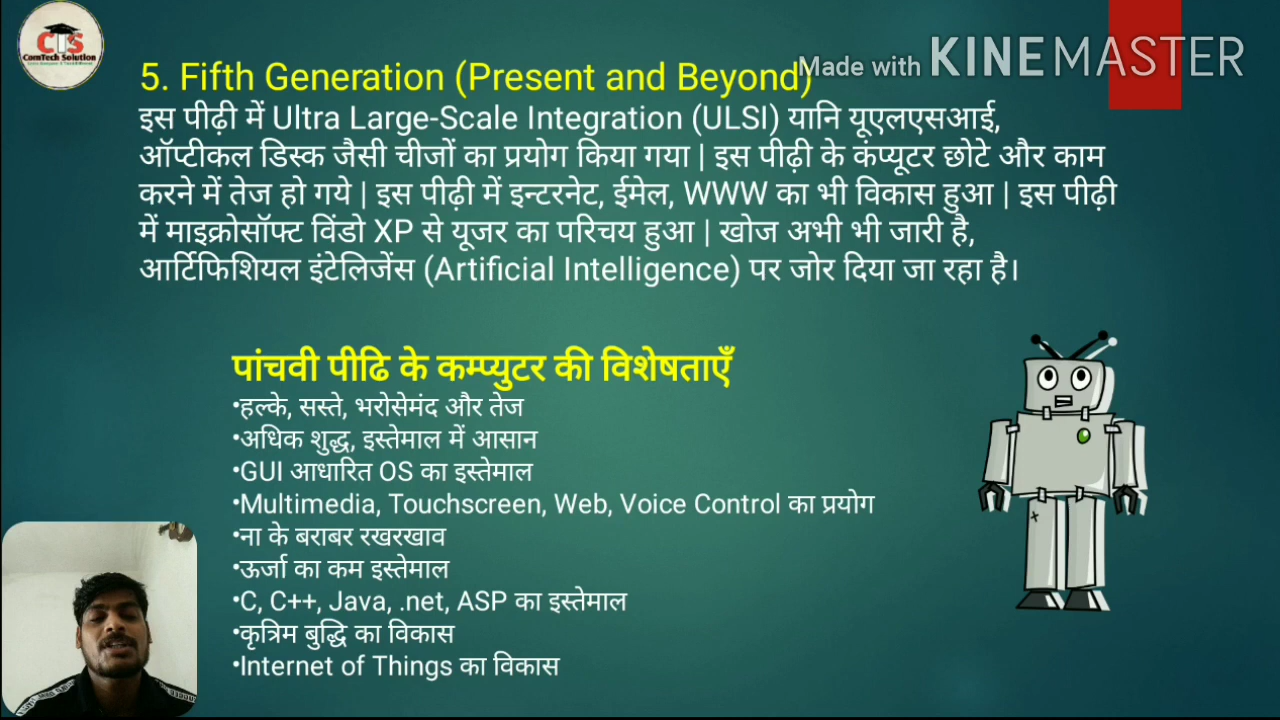 CTS
ComTech Solution
Made with KINEMASTER
5. Fifth Generation (Present and Beyond)
इस पीढ़ी में Ultra Large-Scale Integration (ULSI) यानि यूएलएसआई,
ऑप्टीकल डिस्क जैसी चीजों का प्रयोग किया गया | इस पीढ़ी के कंप्यूटर छोटे और काम
करने में तेज हो गये | इस पीढ़ी में इन्टरनेट, ईमेल, WWW का भी विकास हुआ | इस पीढ़ी
में माइक्रोसॉफ्ट विंडो XP से यूजर का परिचय हुआ | खोज अभी भी जारी है,
आर्टिफिशियल इंटेलिजेंस (Artificial Intelligence) पर जोर दिया जा रहा है।
पांचवी पीढि के कम्प्युटर की विशेषताएँ
•हल्के, सस्ते, भरोसेमंद और तेज
•अधिक शुद्ध, इस्तेमाल में आसान
•GUI आधारित OS का इस्तेमाल
•Multimedia, Touchscreen, Web, Voice Control का प्रयोग
•ना के बराबर रखरखाव
•ऊर्जा का कम इस्तेमाल
•C, C++, Java, .net, ASP का इस्तेमाल
•कृत्रिम बुद्धि का विकास
•Internet of Things का विकास